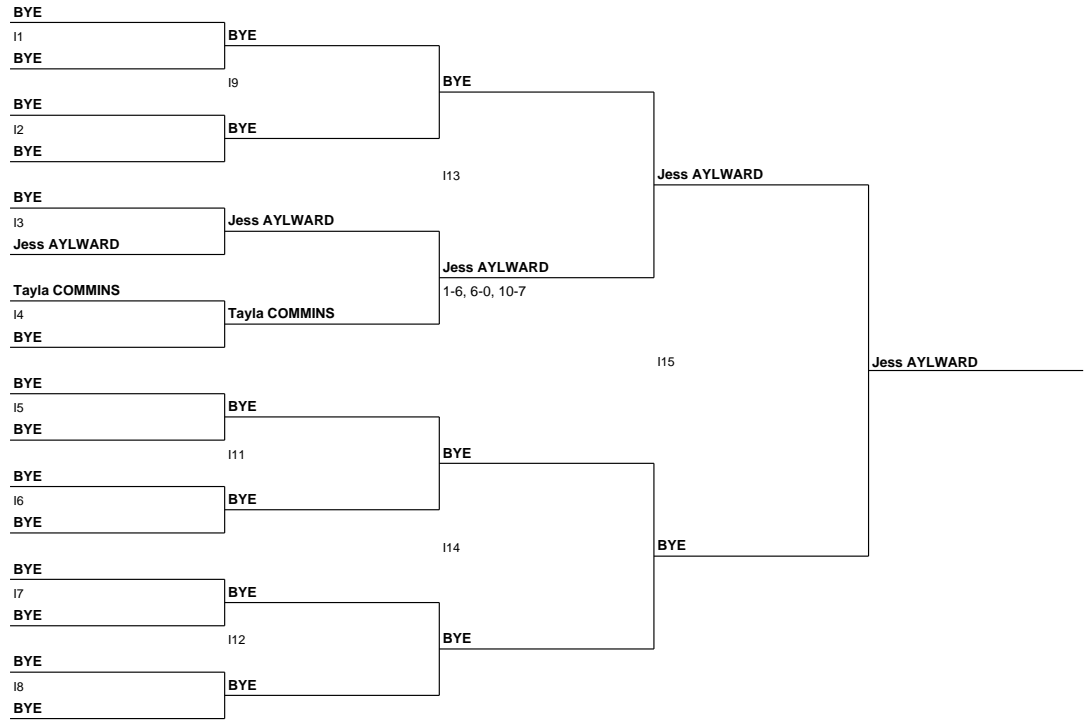 BYE
I1
BYE
BYE
I9
BYE
BYE
I2
BYE
BYE
I13
Jess AYLWARD
BYE
I3
Jess AYLWARD
Jess AYLWARD
Jess AYLWARD
1-6, 6-0, 10-7
Tayla COMMINS
I4
Tayla COMMINS
BYE
I15
Jess AYLWARD
BYE
I5
BYE
BYE
I11
BYE
BYE
I6
BYE
BYE
I14
BYE
BYE
I7
BYE
BYE
I12
BYE
BYE
I8
BYE
BYE